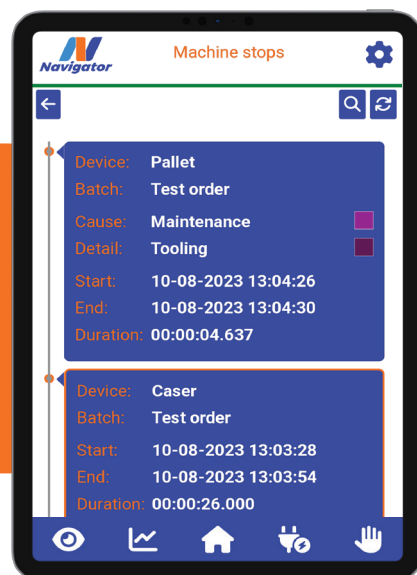 Navigator
Machine stops
Device: Pallet
Batch: Test order
Cause: Maintenance
Detail: Tooling
Start: 10-08-2023 13:04:26
End: 10-08-2023 13:04:30
Duration: 00:00:04.637
Device: Caser
Batch: Test order
Start: 10-08-2023 13:03:28
End: 10-08-2023 13:03:54
Duration: 00:00:26.000